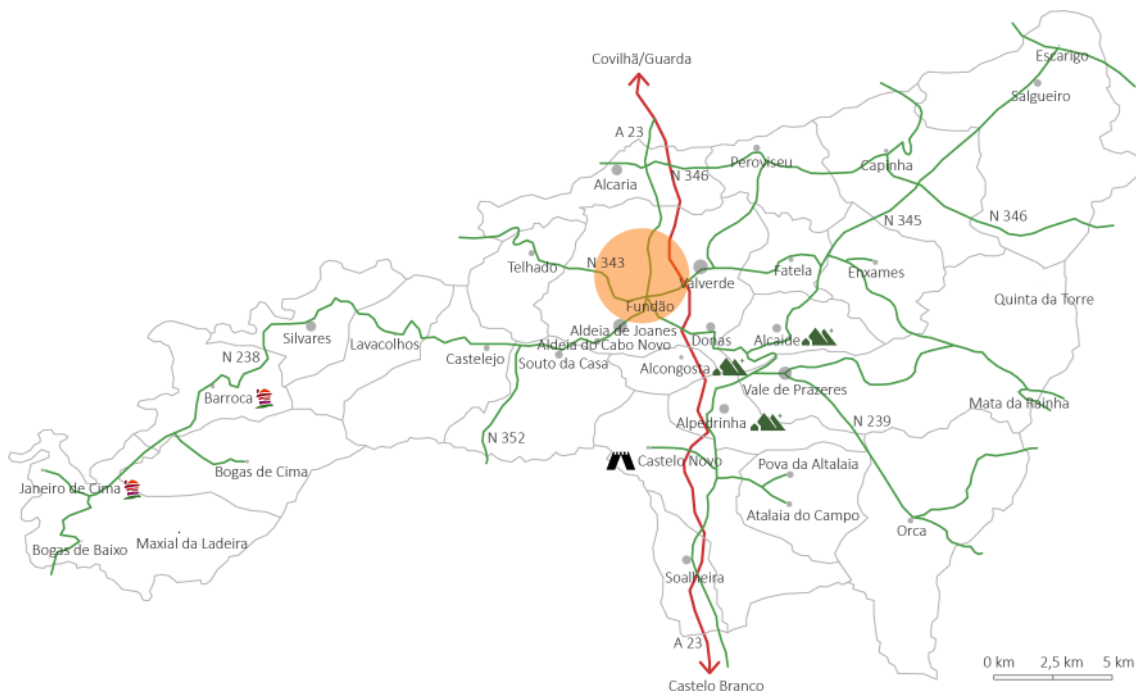 Covilhã/Guarda
Escarigo
Salgueiro
A 23
Peroviseu
Capinha
N 346
Alcaria
N 345
N 346
Telhado
N 343
Valverde
Fatela
Enxames
Quinta da Torre
Fundão
Aldeia de Joanes
Donas
Alcaide
Silvares
Lavacolhos
Aldeia do Cabo Novo
Castelejo
Souto da Casa
N 238
Alcongosta
Vale de Prazeres
Barroca
Mata da Rainha
Alpedrinha
N 239
N 352
Castelo Novo
Pova da Altalaia
Bogas de Cima
Janeiro de Cima
Atalaia do Campo
Orca
Bogas de Baixo
Maxial da Ladeira
Soalheira
A 23
0 km
2,5 km
5 km
Castelo Branco